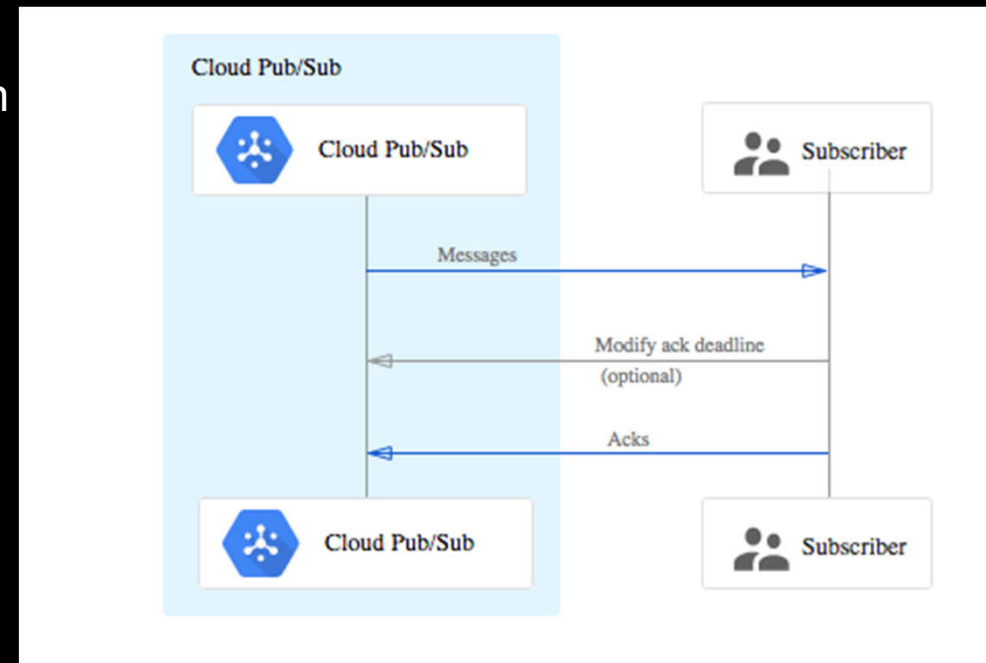 Cloud Pub/Sub
Cloud Pub/Sub
Subscriber
Messages
Modify ack deadline
(optional)
Acks
Cloud Pub/Sub
Subscriber